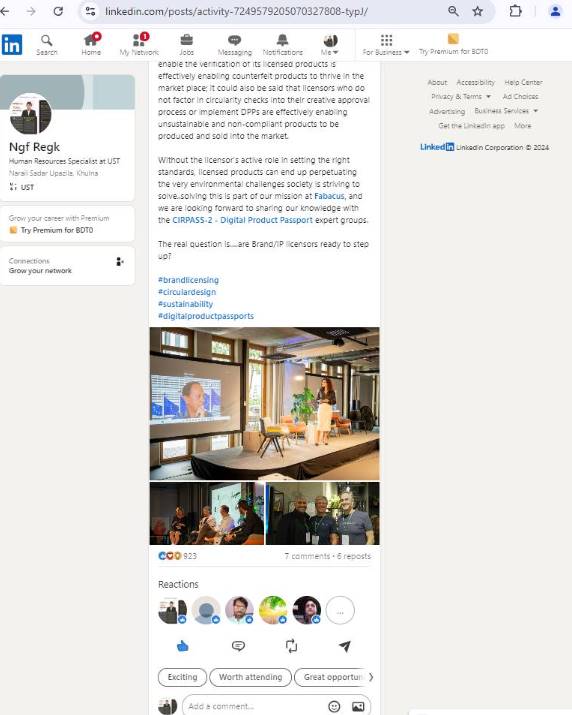 linkedin.com/posts/activity-7249579205070327808-typJ/
in
Search
Home
1
My Network
Jobs
Messaging
Notifications
Me
For Business
Try Premium for BDT0
Ngf Regk
Human Resources Specialist at UST
Narail Sadar Upazila, Khulna
UST
Grow your career with Premium
Try Premium for BDT0
Connections
Grow your network
enable the verification of its licensed products is
effectively enabling counterfeit products to thrive in the
market place; it could also be said that licensors who do
not factor in circularity checks into their creative approval
process or implement DPPs are effectively enabling
unsustainable and non-compliant products to be
produced and sold into the market.
Without the licensor's active role in setting the right
standards, licensed products can end up perpetuating
the very environmental challenges society is striving to
solve..solving this is part of our mission at Fabacus, and
we are looking forward to sharing our knowledge with
the CIRPASS-2 - Digital Product Passport expert groups.
The real question is....are Brand/IP licensors ready to step
up?
#brandlicensing
#circulardesign
#sustainability
#digitalproductpassports
923
7 comments · 6 reposts
Reactions
...
Exciting
Worth attending
Great opportun
Add a comment...
About Accessibility Help Center
Privacy & Terms Ad Choices
Advertising Business Services
Get the LinkedIn app More
LinkedIn LinkedIn Corporation © 2024